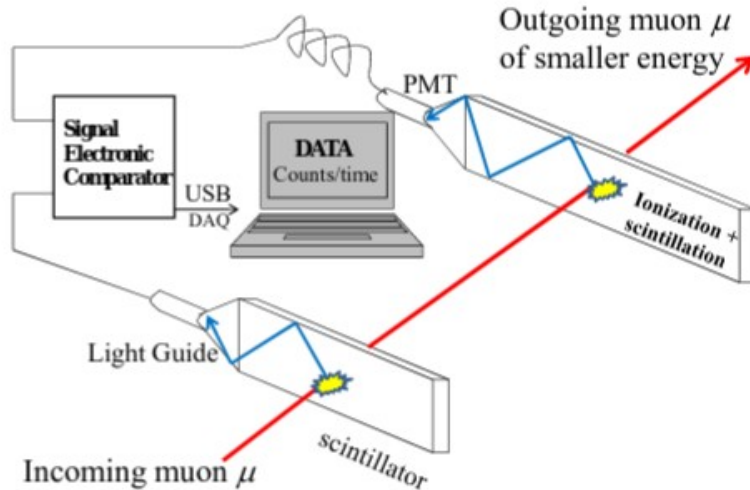 Outgoing muon μ
of smaller energy
PMT
Signal
Electronic
Comparator
DATA
Counts/time
USB
DAQ
Ionization +
scintillation
Light Guide
scintillator
Incoming muon μ